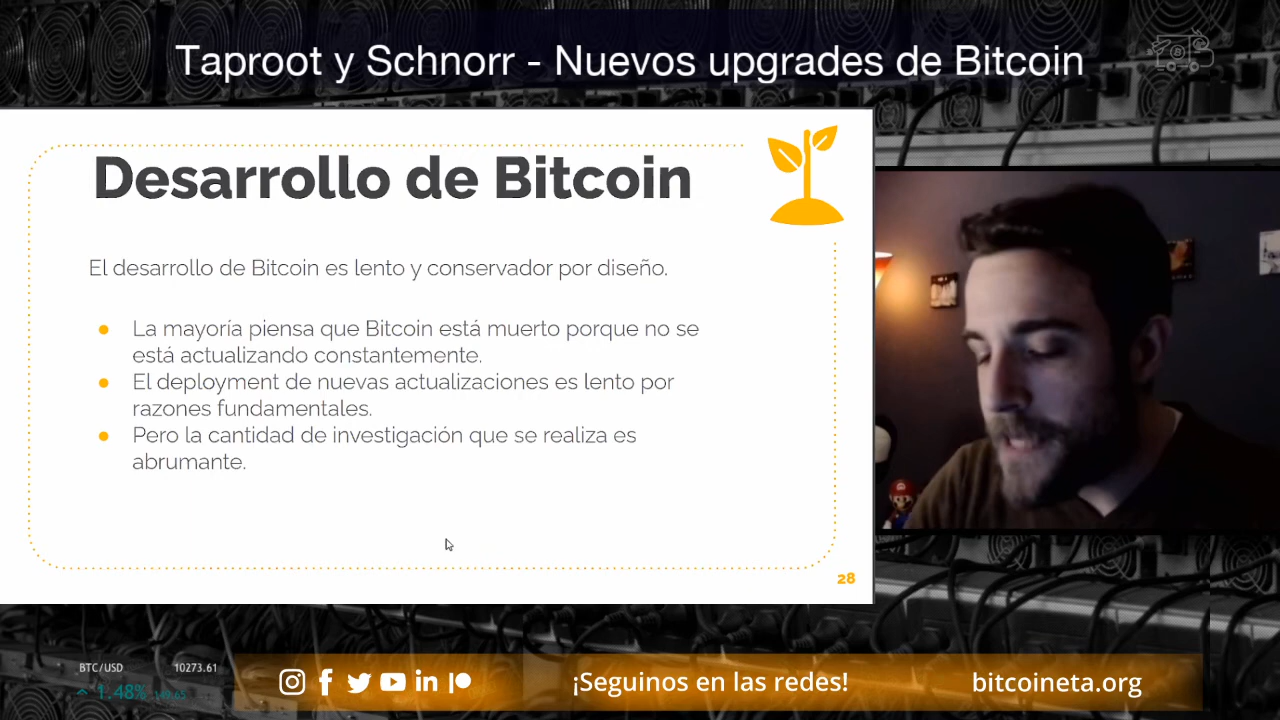 Taproot y Schnorr - Nuevos upgrades de Bitcoin
Desarrollo de Bitcoin
El desarrollo de Bitcoin es lento y conservador por diseño.
● La mayoría piensa que Bitcoin está muerto porque no se
está actualizando constantemente.
● El deployment de nuevas actualizaciones es lento por
razones fundamentales.
● Pero la cantidad de investigación que se realiza es
abrumante.
28
BTC/USD 10273.61
1.48% 149.65
¡Seguinos en las redes!
bitcoineta.org